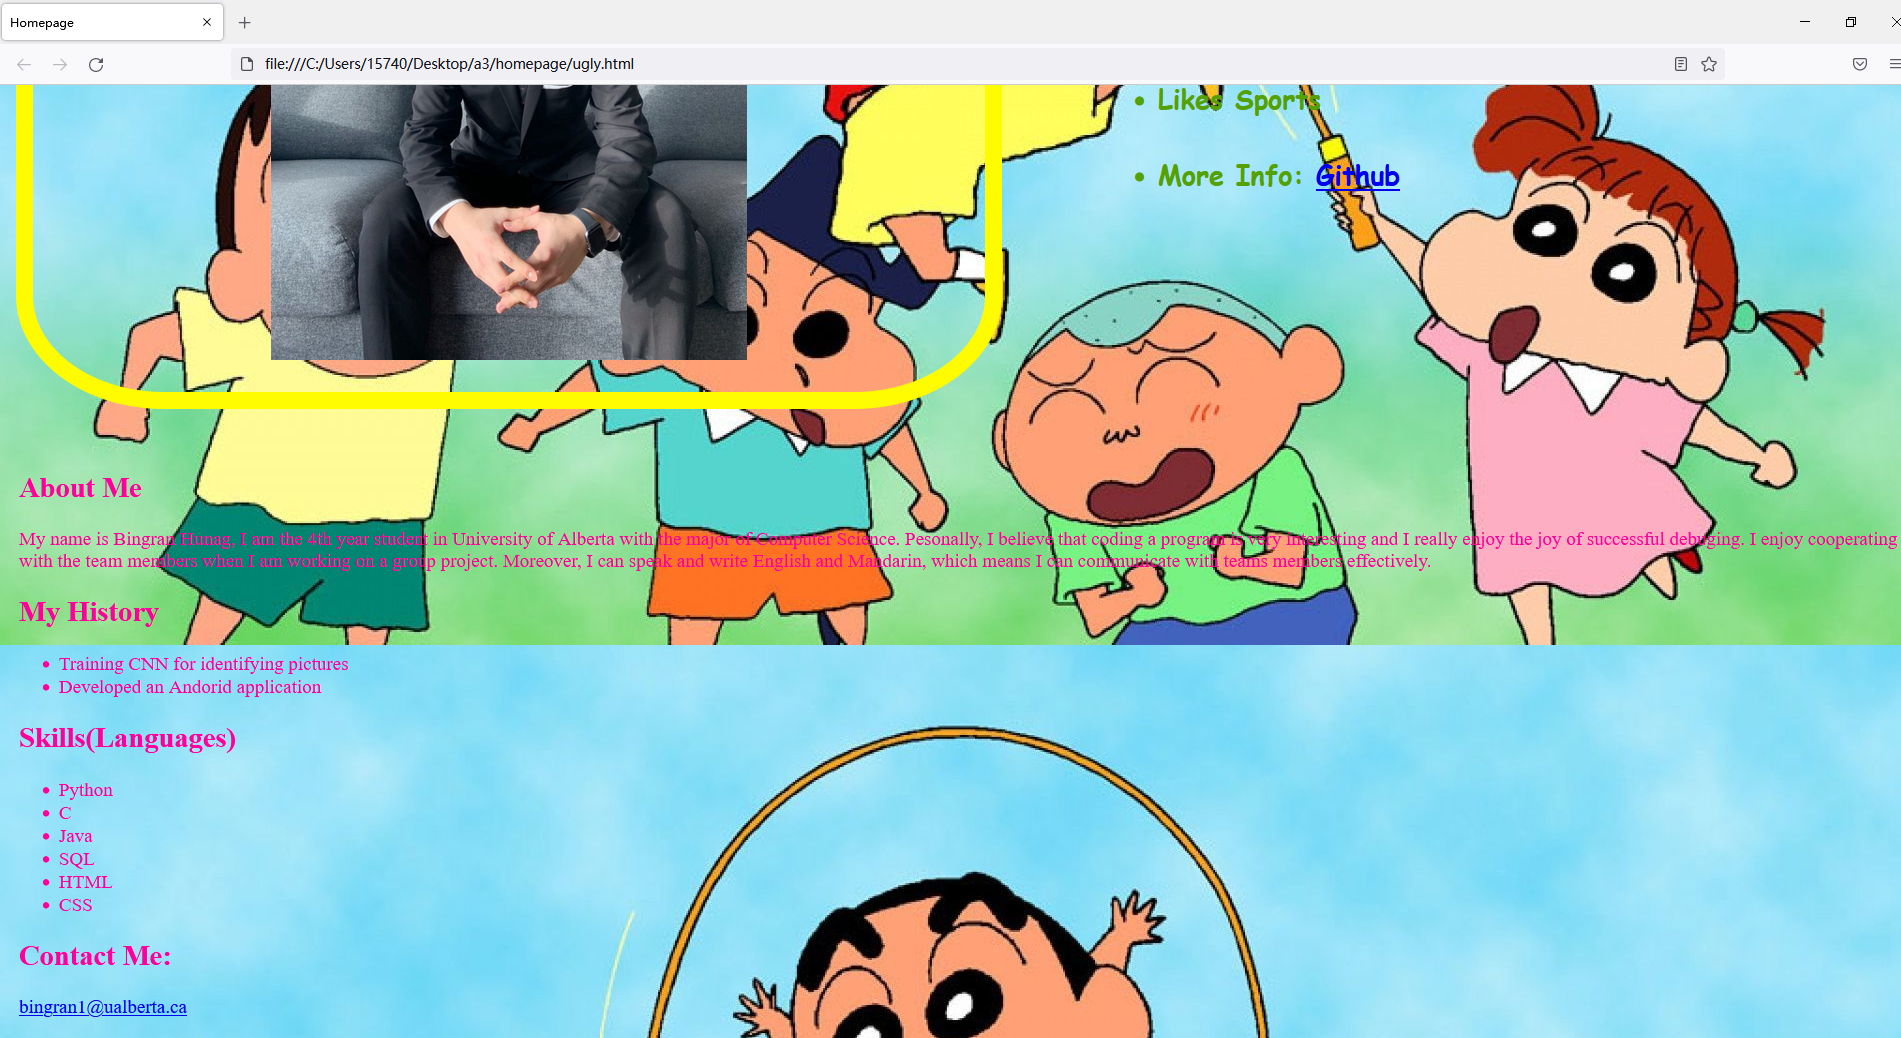 Homepage
file:///C:/Users/15740/Desktop/a3/homepage/ugly.html
• Likes Sports
• More Info: Github
About Me
My name is Bingran Hunag, I am the 4th year student in University of Alberta with the major of Computer Science. Pesonally, I believe that coding a program is very interesting and I really enjoy the joy of successful debuging. I enjoy cooperating
with the team members when I am working on a group project. Moreover, I can speak and write English and Mandarin, which means I can communicate with teams members effectively.
My History
• Training CNN for identifying pictures
• Developed an Andorid application
Skills(Languages)
• Python
• C
• Java
• SQL
• HTML
• CSS
Contact Me:
bingran1@ualberta.ca